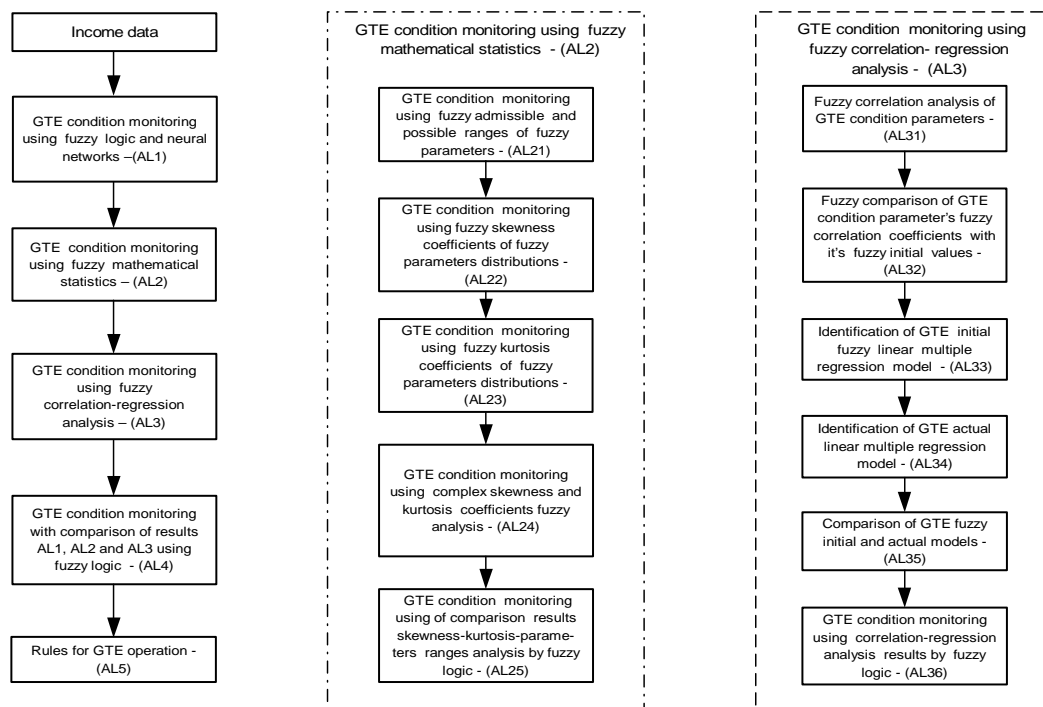 Income data
GTE condition monitoring
using fuzzy logic and neural
networks –(AL1)
GTE condition monitoring
using fuzzy mathematical
statistics – (AL2)
GTE condition monitoring
using fuzzy
correlation-regression
analysis – (AL3)
GTE condition monitoring
with comparison of results
AL1, AL2 and AL3 using
fuzzy logic - (AL4)
Rules for GTE operation -
(AL5)
GTE condition monitoring using fuzzy
mathematical statistics - (AL2)
GTE condition monitoring
using fuzzy admissible and
possible ranges of fuzzy
parameters - (AL21)
GTE condition monitoring
using fuzzy skewness
coefficients of fuzzy
parameters distributions -
(AL22)
GTE condition monitoring
using fuzzy kurtosis
coefficients of fuzzy
parameters distributions -
(AL23)
GTE condition monitoring
using complex skewness and
kurtosis coefficients fuzzy
analysis - (AL24)
GTE condition monitoring
using of comparison results
skewness-kurtosis-parame-
ters ranges analysis by fuzzy
logic - (AL25)
GTE condition monitoring using
fuzzy correlation- regression
analysis - (AL3)
Fuzzy correlation analysis of
GTE condition parameters -
(AL31)
Fuzzy comparison of GTE
condition parameter's fuzzy
correlation coefficients with
it's fuzzy initial values -
(AL32)
Identification of GTE initial
fuzzy linear multiple
regression model - (AL33)
Identification of GTE actual
linear multiple regression
model - (AL34)
Comparison of GTE fuzzy
initial and actual models -
(AL35)
GTE condition monitoring
using correlation-regression
analysis results by fuzzy
logic - (AL36)